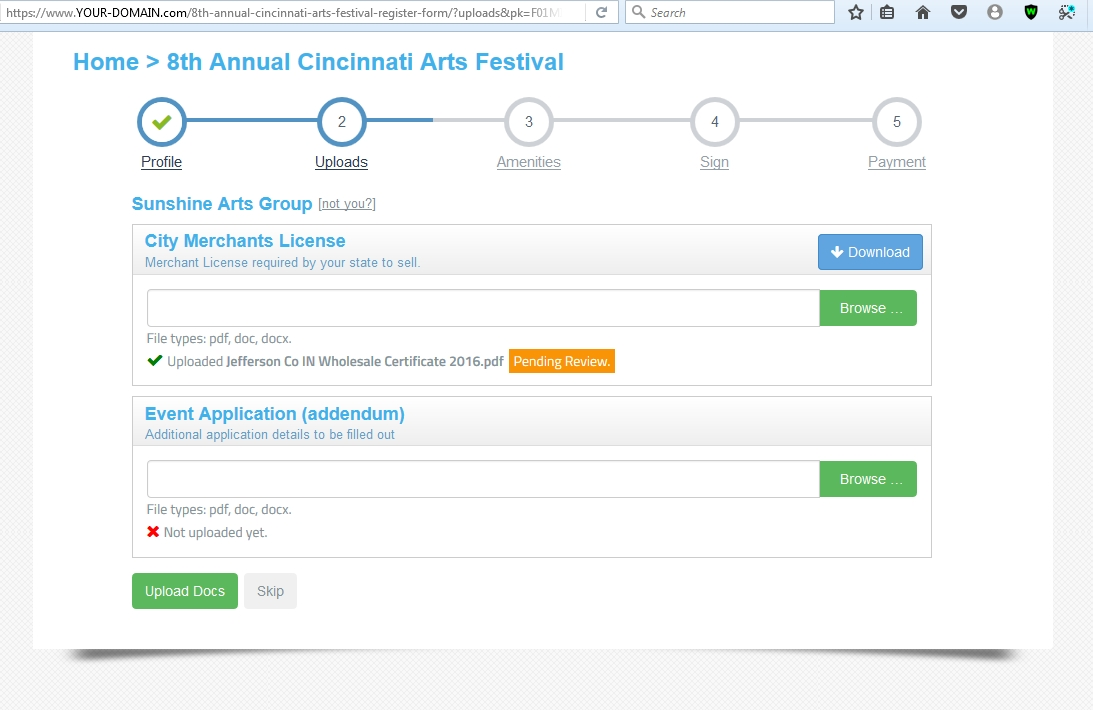 https://www.YOUR-DOMAIN.com/8th-annual-cincinnati-arts-festival-register-form/?uploads&pk=F01M
Search
Home > 8th Annual Cincinnati Arts Festival
2 3 4 5
Profile Uploads Amenities Sign Payment
Sunshine Arts Group [not you?]
City Merchants License
Merchant License required by your state to sell.
Download
Browse ...
File types: pdf, doc, docx.
Uploaded Jefferson Co IN Wholesale Certificate 2016.pdf Pending Review.
Event Application (addendum)
Additional application details to be filled out
Browse ...
File types: pdf, doc, docx.
Not uploaded yet.
Upload Docs Skip